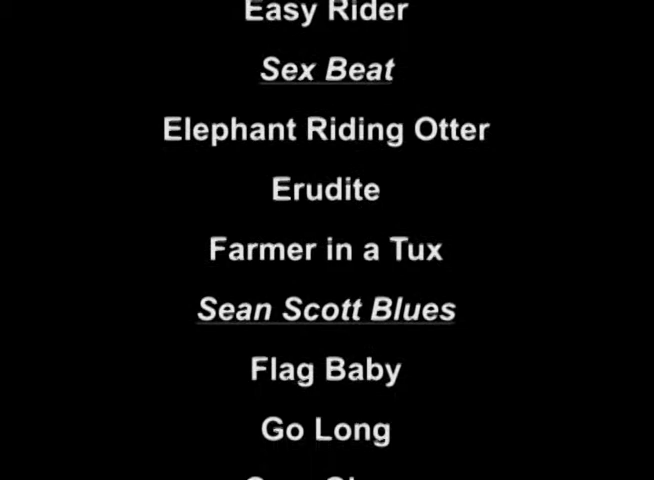 Easy Rider
Sex Beat
Elephant Riding Otter
Erudite
Farmer in a Tux
Sean Scott Blues
Flag Baby
Go Long